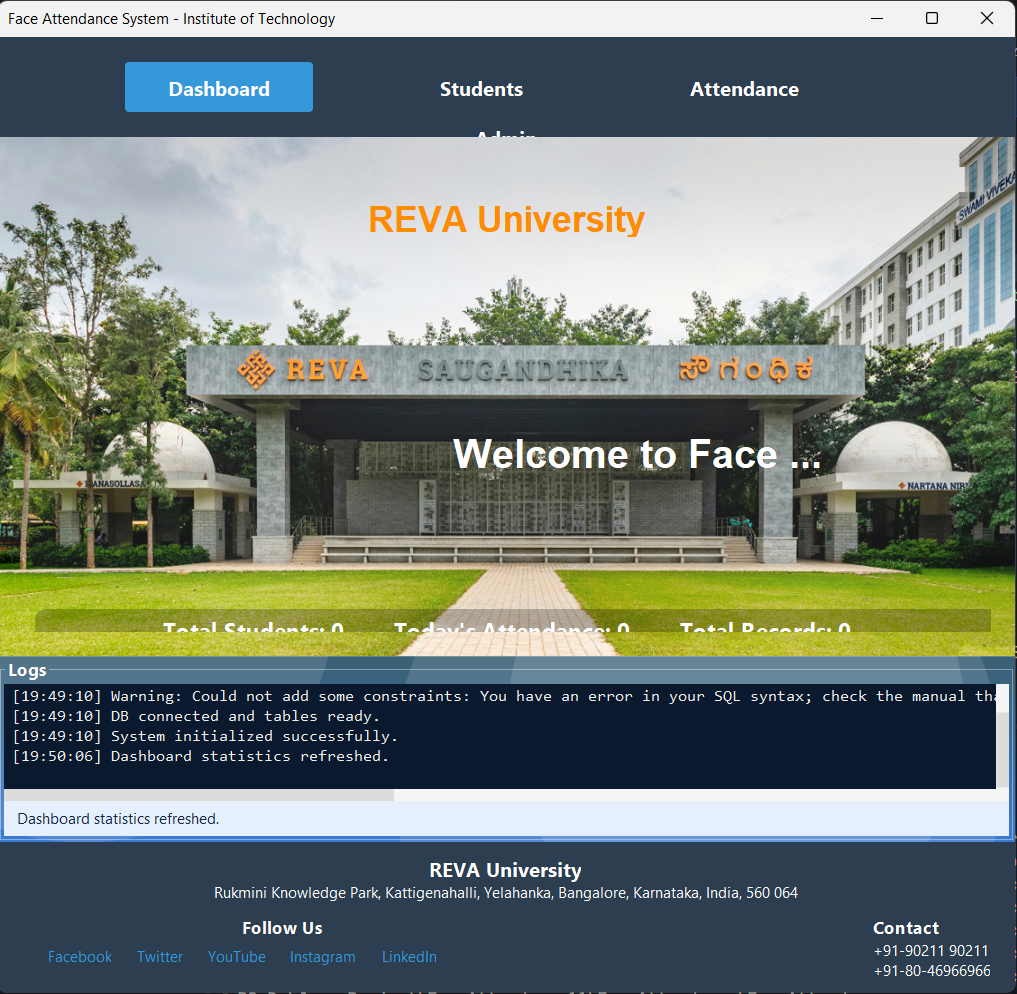 Face Attendance System - Institute of Technology
Dashboard Students Attendance
Admin
REVA University
SWAMI VIVEKA
REVA SAUGANDHIKA ಸೌಗಂಧಿಕ
Welcome to Face ...
MANASOLLASA
NARTANA NIR
Total Students: 0 Today's Attendance: 0 Total Records: 0
Logs
[19:49:10] Warning: Could not add some constraints: You have an error in your SQL syntax; check the manual tha
[19:49:10] DB connected and tables ready.
[19:49:10] System initialized successfully.
[19:50:06] Dashboard statistics refreshed.
Dashboard statistics refreshed.
REVA University
Rukmini Knowledge Park, Kattigenahalli, Yelahanka, Bangalore, Karnataka, India, 560 064
Follow Us Contact
Facebook Twitter YouTube Instagram LinkedIn +91-90211 90211
+91-80-46966966